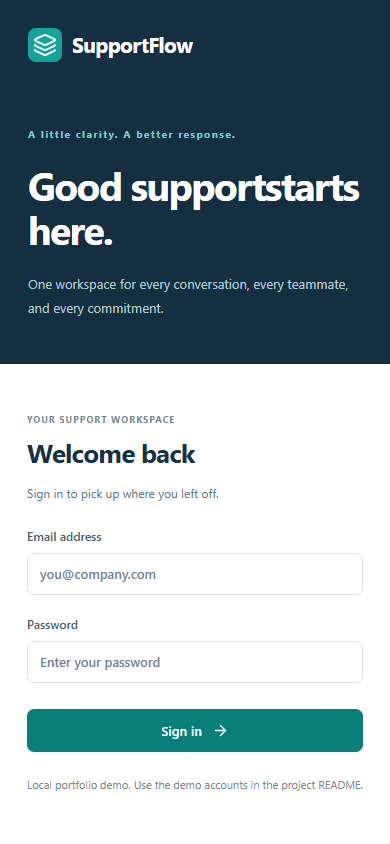 SupportFlow
A little clarity. A better response.
Good supportstarts
here.
One workspace for every conversation, every teammate,
and every commitment.
YOUR SUPPORT WORKSPACE
Welcome back
Sign in to pick up where you left off.
Email address
you@company.com
Password
Enter your password
Sign in
Local portfolio demo. Use the demo accounts in the project README.